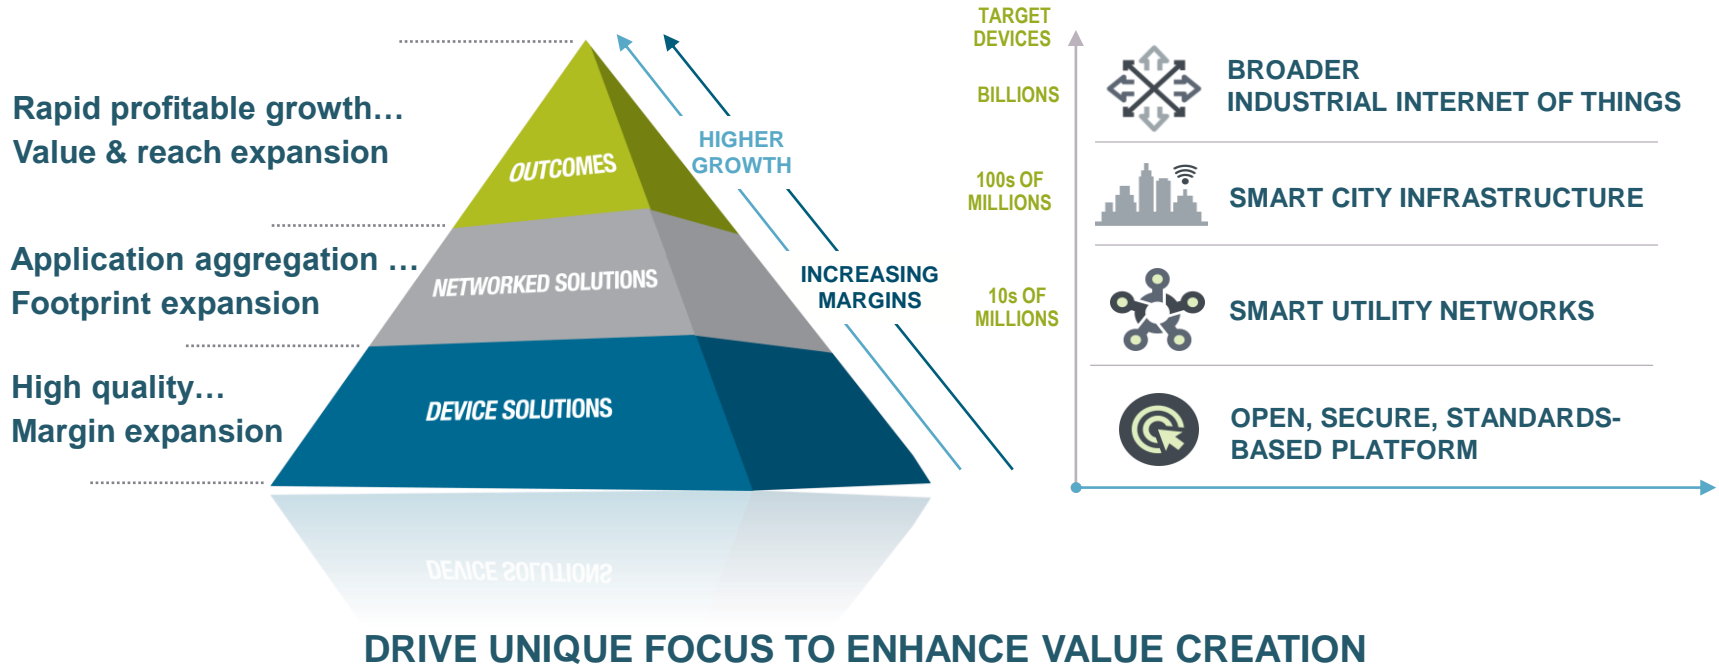 Rapid profitable growth…
Value & reach expansion
Application aggregation …
Footprint expansion
High quality…
Margin expansion
OUTCOMES
NETWORKED SOLUTIONS
DEVICE SOLUTIONS
DEVICE SOLUTIONS
HIGHER
GROWTH
INCREASING
MARGINS
TARGET
DEVICES
BILLIONS
100s OF
MILLIONS
10s OF
MILLIONS
BROADER
INDUSTRIAL INTERNET OF THINGS
SMART CITY INFRASTRUCTURE
SMART UTILITY NETWORKS
OPEN, SECURE, STANDARDS-
BASED PLATFORM
DRIVE UNIQUE FOCUS TO ENHANCE VALUE CREATION